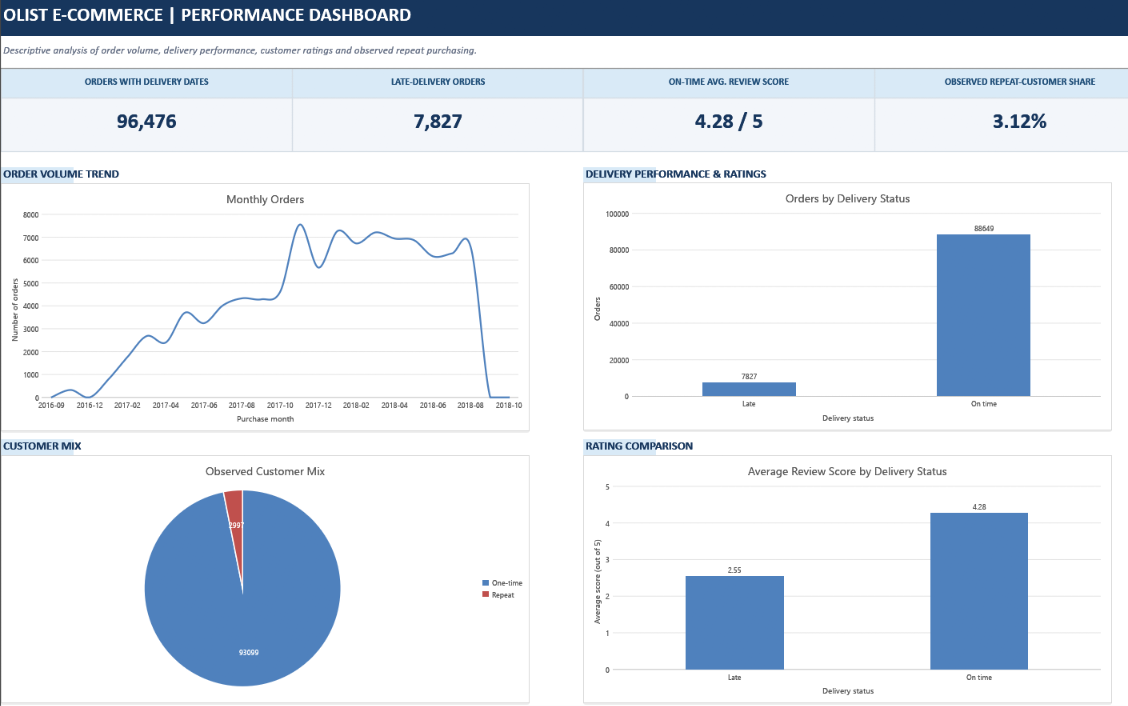 OLIST E-COMMERCE | PERFORMANCE DASHBOARD
Descriptive analysis of order volume, delivery performance, customer ratings and observed repeat purchasing.
ORDERS WITH DELIVERY DATES
LATE-DELIVERY ORDERS
ON-TIME AVG. REVIEW SCORE
OBSERVED REPEAT-CUSTOMER SHARE
96,476
7,827
4.28 / 5
3.12%
ORDER VOLUME TREND
Monthly Orders
8000
7000
6000
5000
4000
3000
2000
1000
0
Number of orders
2016-09 2016-12 2017-02 2017-04 2017-06 2017-08 2017-10 2017-12 2018-02 2018-04 2018-06 2018-08 2018-10
Purchase month
DELIVERY PERFORMANCE & RATINGS
Orders by Delivery Status
100000
80000
60000
40000
20000
0
Orders
7827
88649
Late
On time
Delivery status
CUSTOMER MIX
Observed Customer Mix
2997
93099
One-time
Repeat
RATING COMPARISON
Average Review Score by Delivery Status
5
4
3
2
1
0
Average score (out of 5)
2.55
4.28
Late
On time
Delivery status